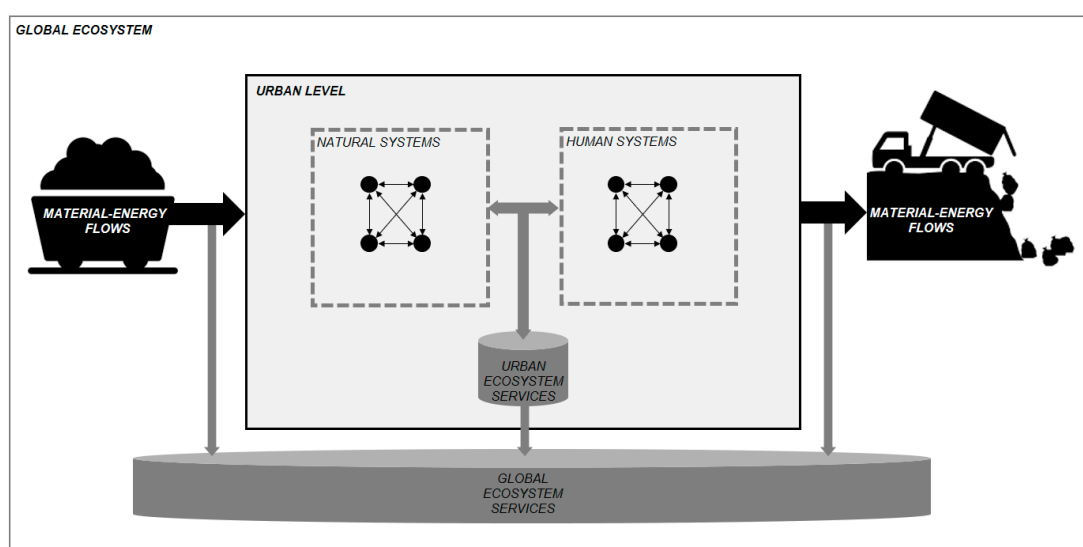 GLOBAL ECOSYSTEM
URBAN LEVEL
NATURAL SYSTEMS
HUMAN SYSTEMS
MATERIAL-ENERGY
FLOWS
MATERIAL-ENERGY
FLOWS
URBAN
ECOSYSTEM
SERVICES
GLOBAL
ECOSYSTEM
SERVICES